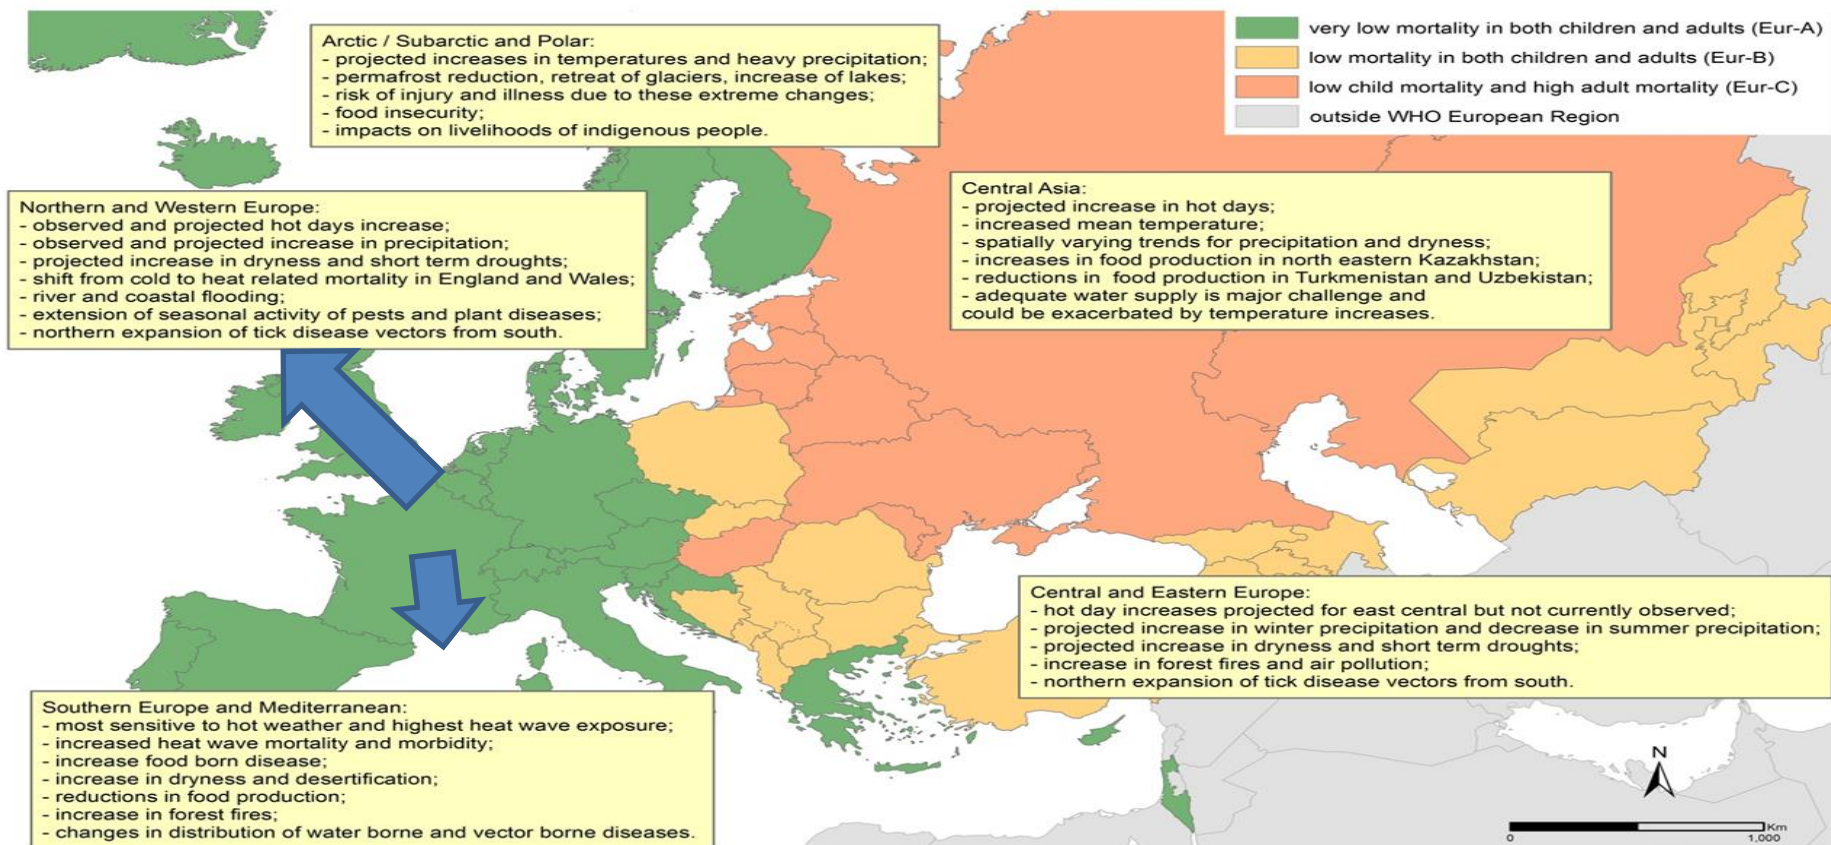 very low mortality in both children and adults (Eur-A)
low mortality in both children and adults (Eur-B)
low child mortality and high adult mortality (Eur-C)
outside WHO European Region
Arctic / Subarctic and Polar:
- projected increases in temperatures and heavy precipitation;
- permafrost reduction, retreat of glaciers, increase of lakes;
- risk of injury and illness due to these extreme changes;
- food insecurity;
- impacts on livelihoods of indigenous people.
Northern and Western Europe:
- observed and projected hot days increase;
- observed and projected increase in precipitation;
- projected increase in dryness and short term droughts;
- shift from cold to heat related mortality in England and Wales;
- river and coastal flooding;
- extension of seasonal activity of pests and plant diseases;
- northern expansion of tick disease vectors from south.
Central Asia:
- projected increase in hot days;
- increased mean temperature;
- spatially varying trends for precipitation and dryness;
- increases in food production in north eastern Kazakhstan;
- reductions in food production in Turkmenistan and Uzbekistan;
- adequate water supply is major challenge and
could be exacerbated by temperature increases.
Central and Eastern Europe:
- hot day increases projected for east central but not currently observed;
- projected increase in winter precipitation and decrease in summer precipitation;
- projected increase in dryness and short term droughts;
- increase in forest fires and air pollution;
- northern expansion of tick disease vectors from south.
Southern Europe and Mediterranean:
- most sensitive to hot weather and highest heat wave exposure;
- increased heat wave mortality and morbidity;
- increase food born disease;
- increase in dryness and desertification;
- reductions in food production;
- increase in forest fires;
- changes in distribution of water borne and vector borne diseases.
N
Km
0 1,000